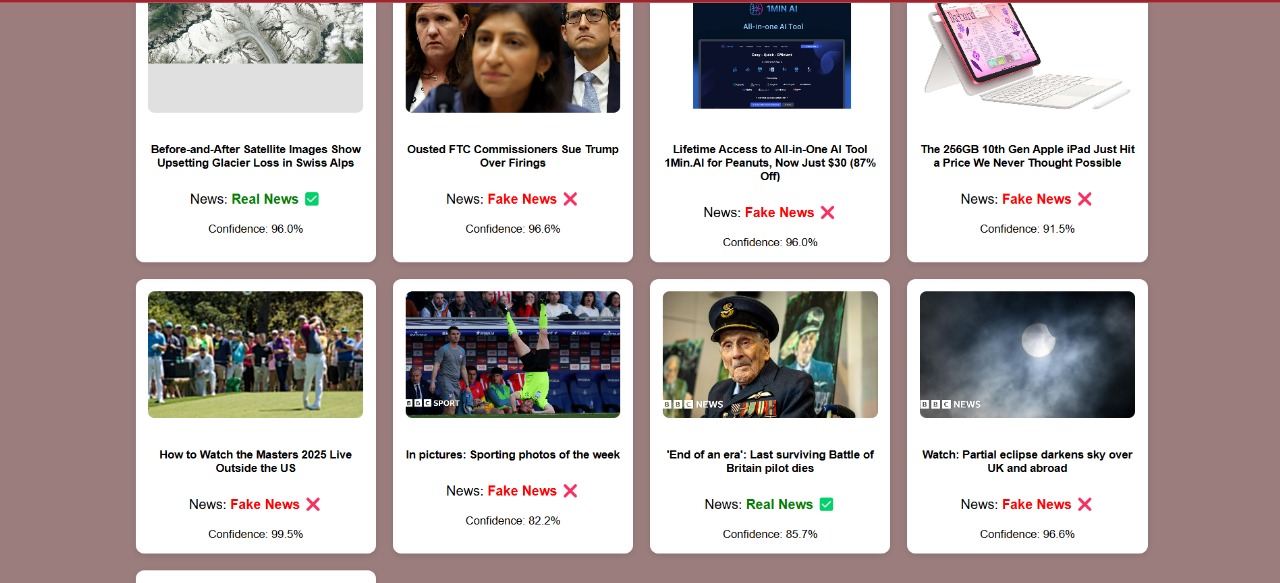 1MIN AI
All-in-one AI Tool
Before-and-After Satellite Images Show
Upsetting Glacier Loss in Swiss Alps
News: Real News ✅
Confidence: 96.0%
Ousted FTC Commissioners Sue Trump
Over Firings
News: Fake News ❌
Confidence: 96.6%
Lifetime Access to All-in-One AI Tool
1Min.AI for Peanuts, Now Just $30 (87%
Off)
News: Fake News ❌
Confidence: 96.0%
The 256GB 10th Gen Apple iPad Just Hit
a Price We Never Thought Possible
News: Fake News ❌
Confidence: 91.5%
How to Watch the Masters 2025 Live
Outside the US
News: Fake News ❌
Confidence: 99.5%
BBC SPORT
In pictures: Sporting photos of the week
News: Fake News ❌
Confidence: 82.2%
BBC NEWS
'End of an era': Last surviving Battle of
Britain pilot dies
News: Real News ✅
Confidence: 85.7%
BBC NEWS
Watch: Partial eclipse darkens sky over
UK and abroad
News: Fake News ❌
Confidence: 96.6%